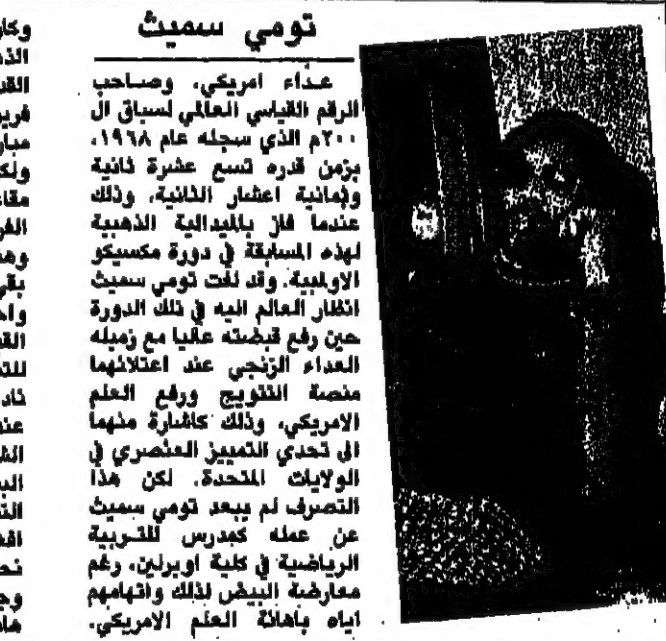 تومي سميث
عداء امريكي، وصاحب
الرقم القياسي العالمي لسباق ال
٢٠٠م الذي سجله عام ١٩٦٨،
بزمن قدره تسع عشرة ثانية
وثمانية اعشار الثانية، وذلك
عندما فاز بالميدالية الذهبية
لهذه المسابقة في دورة مكسيكو
الاولمبية. وقد لفت تومي سميث
انظار العالم اليه في تلك الدورة
حين رفع قبضته عاليا مع زميله
العداء الزنجي عند اعتلائهما
منصة التتويج ورفع العلم
الامريكي، وذلك كاشارة منهما
الى تحدي التمييز العنصري في
الولايات المتحدة. لكن هذا
التصرف لم يبعد تومي سميث
عن عمله كمدرس للتربية
الرياضية في كلية اوبرلين، رغم
معارضة البيض لذلك واتهامهم
اياه باهانة العلم الامريكي.